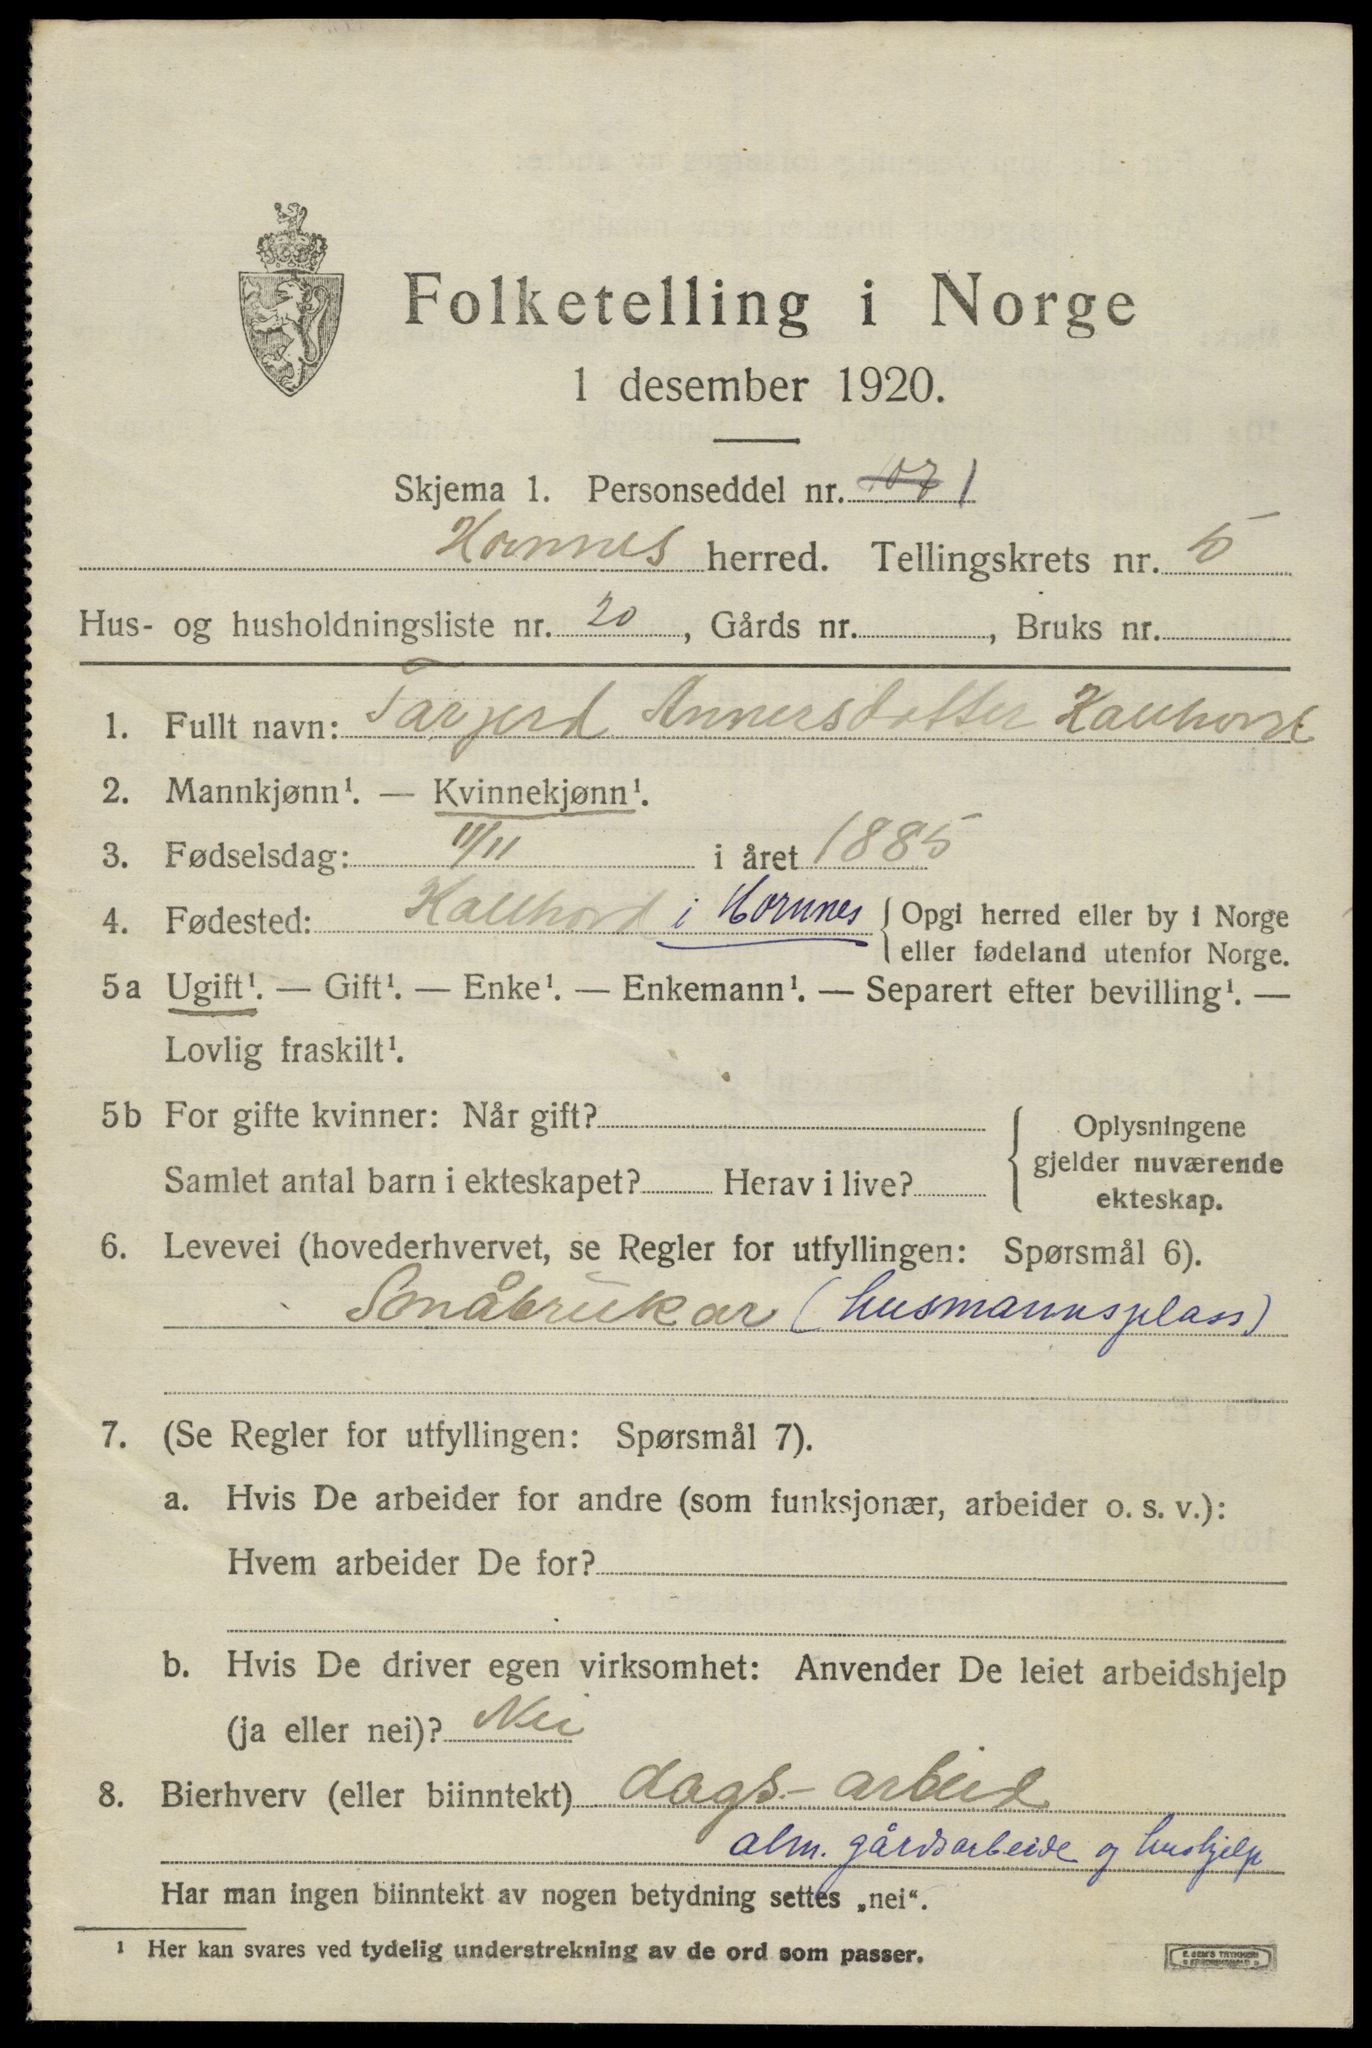 Folketelling i Norge
1 desember 1920.
Skjema 1. Personseddel nr. 107 1
Hornnes herred. Tellingskrets nr. 5
Hus- og husholdningsliste nr. 20, Gårds nr. , Bruks nr.
1. Fullt navn: Targjerd Annersdotter Kallhovd
2. Mannkjønn¹. — Kvinnekjønn¹.
3. Fødselsdag: 11/11 i året 1885
4. Fødested: Kallhovd i Hornnes { Opgi herred eller by i Norge
eller fødeland utenfor Norge.
5a Ugift¹. — Gift¹. — Enke¹. — Enkemann¹. — Separert efter bevilling¹. —
Lovlig fraskilt¹.
5b For gifte kvinner: Når gift?
Samlet antal barn i ekteskapet? Herav i live?
{ Oplysningene
gjelder nuværende
ekteskap.
6. Levevei (hovederhvervet, se Regler for utfyllingen: Spørsmål 6).
Småbrukar (husmannsplass)
7. (Se Regler for utfyllingen: Spørsmål 7).
a. Hvis De arbeider for andre (som funksjonær, arbeider o. s. v.):
Hvem arbeider De for?
b. Hvis De driver egen virksomhet: Anvender De leiet arbeidshjelp
(ja eller nei)? Nei
8. Bierhverv (eller biinntekt) dags-arbeid
alm. gårdsarbeide og hushjelp
Har man ingen biinntekt av nogen betydning settes „nei“.
¹ Her kan svares ved tydelig understrekning av de ord som passer.